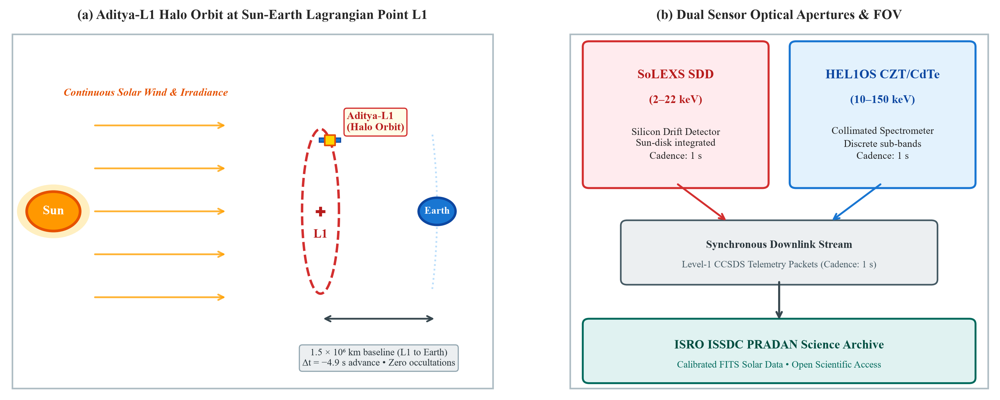 (a) Aditya-L1 Halo Orbit at Sun-Earth Lagrangian Point L1
Continuous Solar Wind & Irradiance
Aditya-L1
(Halo Orbit)
Sun
L1
Earth
1.5 × 10⁶ km baseline (L1 to Earth)
Δt = −4.9 s advance • Zero occultations
(b) Dual Sensor Optical Apertures & FOV
SoLEXS SDD
(2–22 keV)
Silicon Drift Detector
Sun-disk integrated
Cadence: 1 s
HEL1OS CZT/CdTe
(10–150 keV)
Collimated Spectrometer
Discrete sub-bands
Cadence: 1 s
Synchronous Downlink Stream
Level-1 CCSDS Telemetry Packets (Cadence: 1 s)
ISRO ISSDC PRADAN Science Archive
Calibrated FITS Solar Data • Open Scientific Access